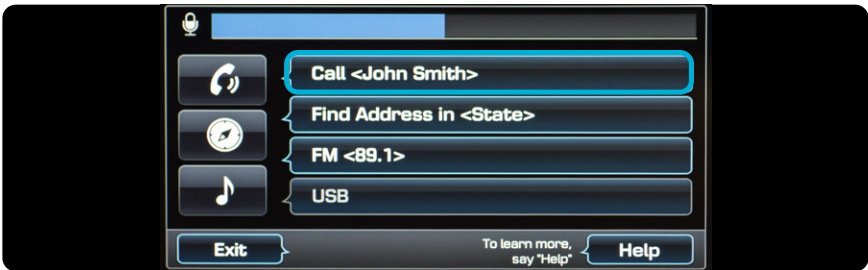 Call <John Smith>
Find Address in <State>
FM <89.1>
USB
Exit
To learn more,
say "Help"
Help